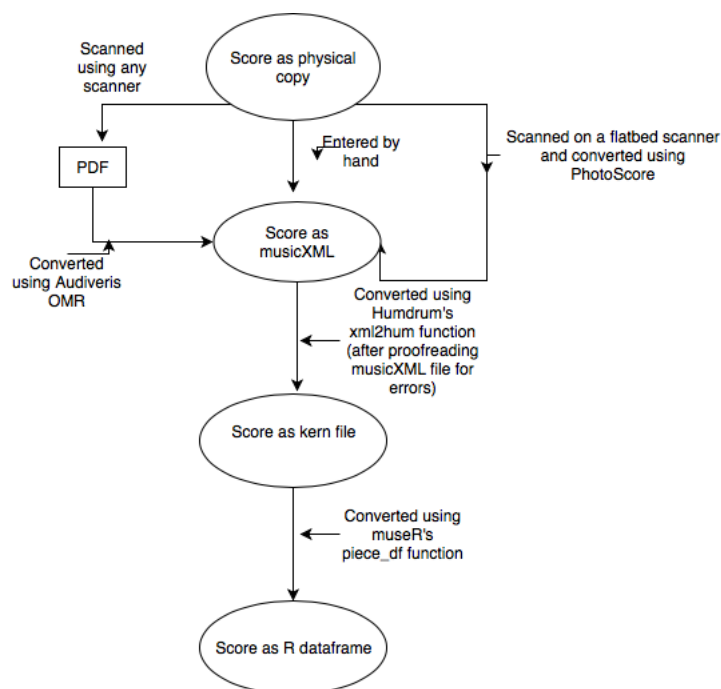 Score as physical
copy
Scanned
using any
scanner
PDF
Entered by
hand
Scanned on a flatbed scanner
and converted using
PhotoScore
Score as
musicXML
Converted
using Audiveris
OMR
Converted using
Humdrum's
xml2hum function
(after proofreading
musicXML file for
errors)
Score as kern file
Converted using
museR's
piece_df function
Score as R dataframe